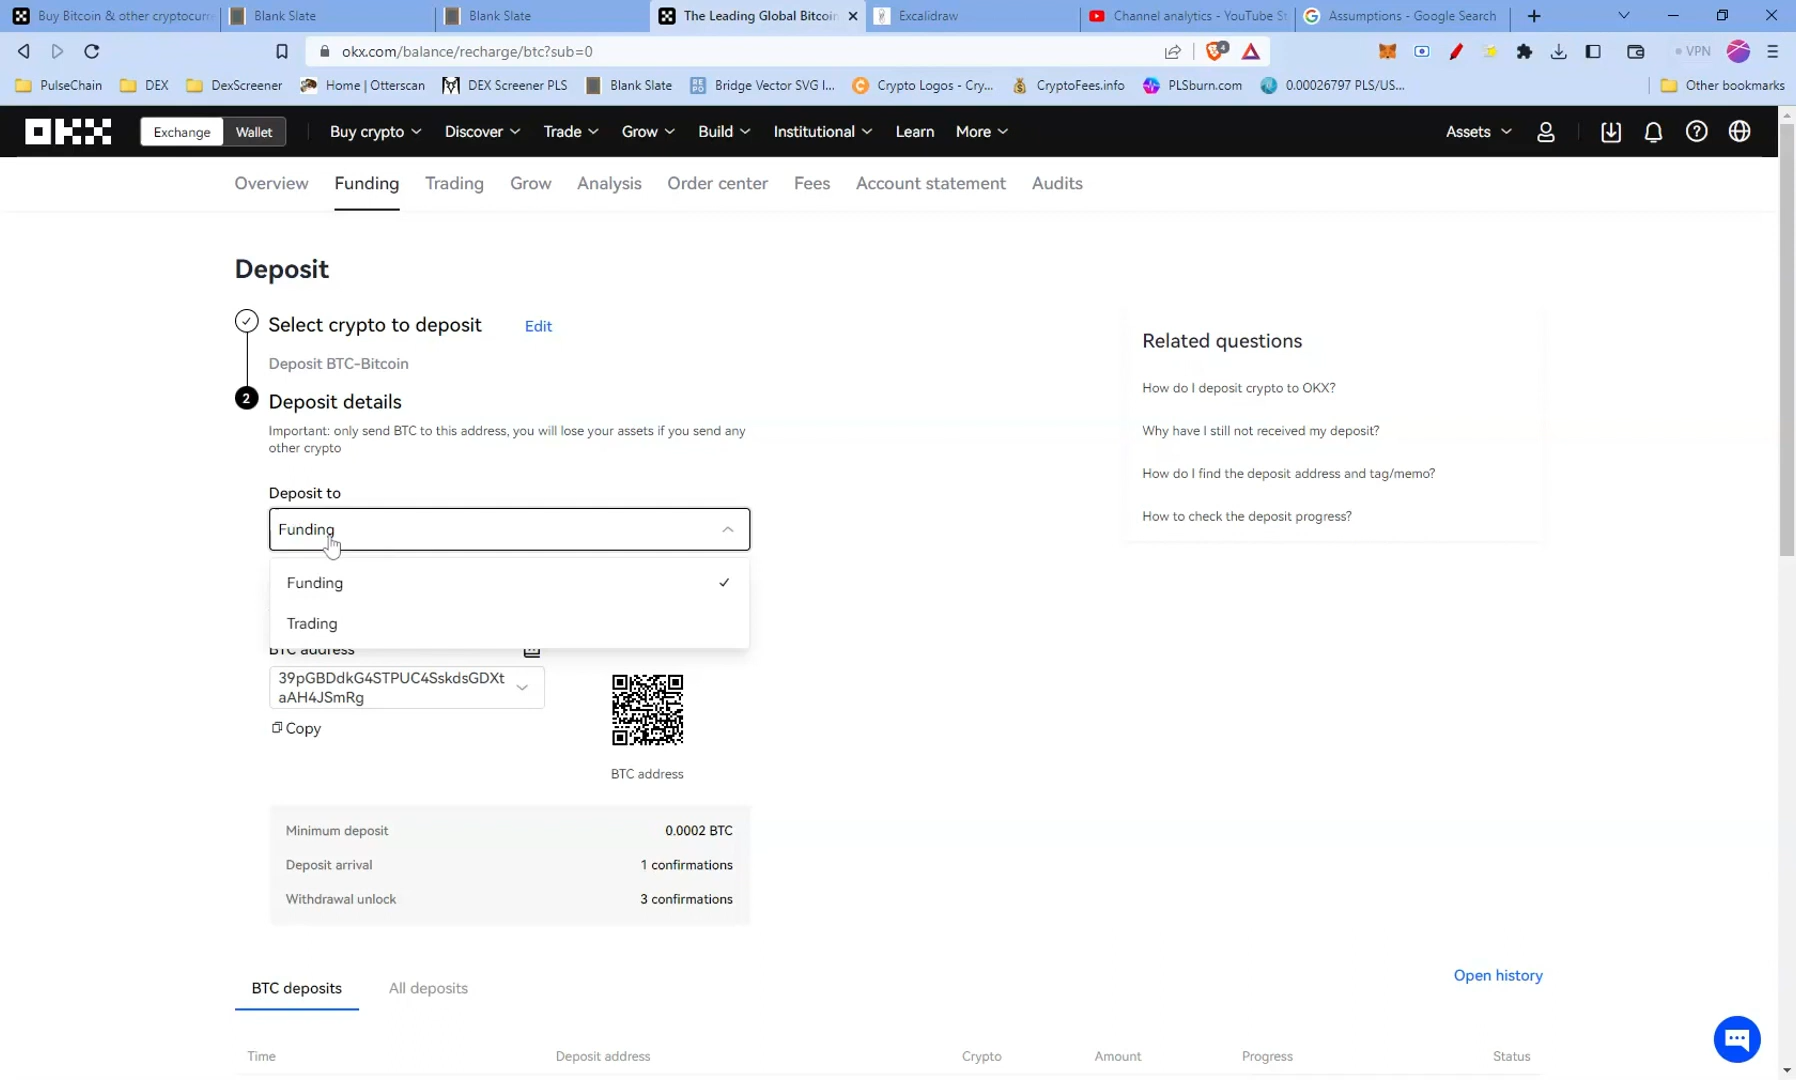 Buy Bitcoin & other cryptocurr
Blank Slate
Blank Slate
The Leading Global Bitcoin
Excalidraw
Channel analytics - YouTube St
Assumptions - Google Search
okx.com/balance/recharge/btc?sub=0
4
VPN
PulseChain
DEX
DexScreener
Home | Otterscan
DEX Screener PLS
Blank Slate
Bridge Vector SVG I...
Crypto Logos - Cry...
CryptoFees.info
PLSburn.com
0.00026797 PLS/US...
Other bookmarks
OKX
Exchange
Wallet
Buy crypto
Discover
Trade
Grow
Build
Institutional
Learn
More
Assets
Overview
Funding
Trading
Grow
Analysis
Order center
Fees
Account statement
Audits
Deposit
Select crypto to deposit
Edit
Deposit BTC-Bitcoin
2
Deposit details
Important: only send BTC to this address, you will lose your assets if you send any
other crypto
Deposit to
Funding
Funding
Trading
BTC address
39pGBDdkG4STPUC4SskdsGDXt
aAH4JSmRg
Copy
BTC address
Minimum deposit
0.0002 BTC
Deposit arrival
1 confirmations
Withdrawal unlock
3 confirmations
Related questions
How do I deposit crypto to OKX?
Why have I still not received my deposit?
How do I find the deposit address and tag/memo?
How to check the deposit progress?
BTC deposits
All deposits
Open history
Time
Deposit address
Crypto
Amount
Progress
Status